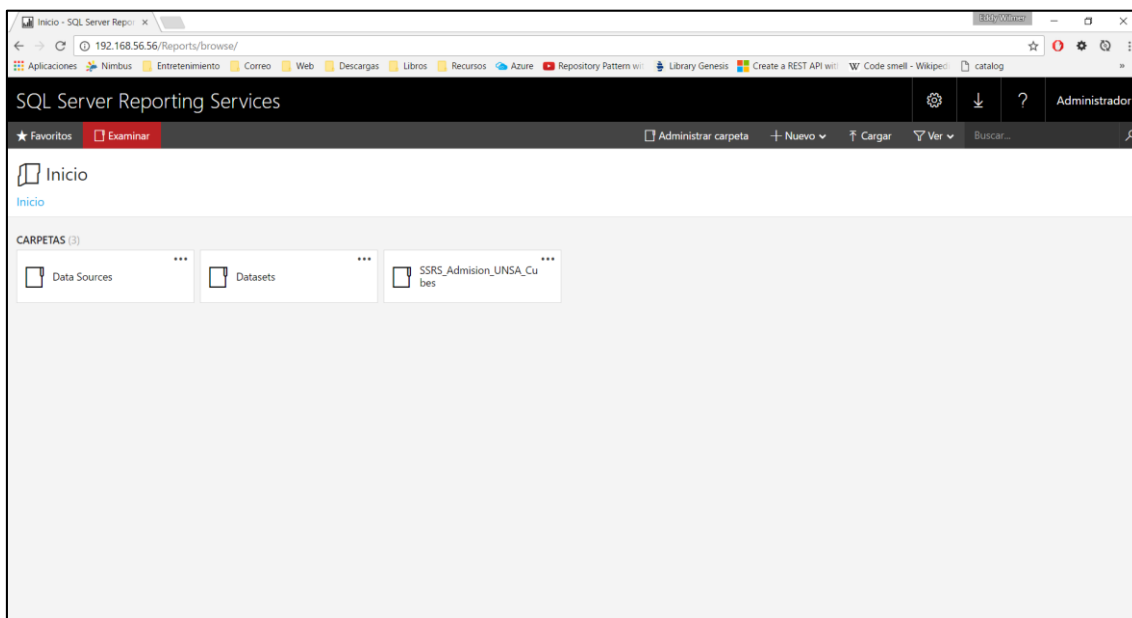 Inicio - SQL Server Repor
Eddy Wilmer
192.168.56.56/Reports/browse/
Aplicaciones Nimbus Entretenimiento Correo Web Descargas Libros Recursos Azure Repository Pattern wi Library Genesis Create a REST API wit W Code smell - Wikiped catalog »
SQL Server Reporting Services
? Administrador
Favoritos Examinar Administrar carpeta Nuevo Cargar Ver Buscar...
Inicio
Inicio
CARPETAS (3)
Data Sources
Datasets
SSRS_Admision_UNSA_Cu
bes